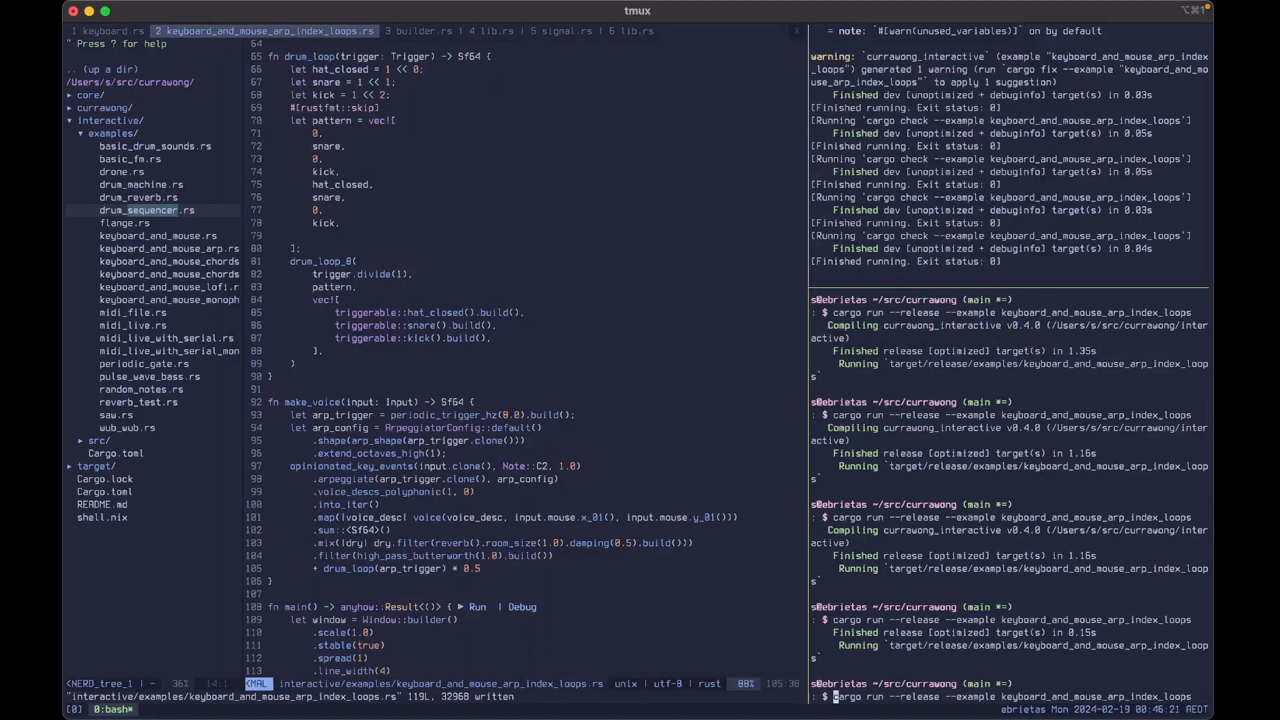 tmux
⌥⌘1
1 keyboard.rs 2 keyboard_and_mouse_arp_index_loops.rs 3 builder.rs 4 lib.rs 5 signal.rs 6 lib.rs X
" Press ? for help
.. (up a dir)
/Users/s/src/currawong/
▸ core/
▸ currawong/
▾ interactive/
▾ examples/
basic_drum_sounds.rs
basic_fm.rs
drone.rs
drum_machine.rs
drum_reverb.rs
drum_sequencer.rs
flange.rs
keyboard_and_mouse.rs
keyboard_and_mouse_arp.rs
keyboard_and_mouse_chords
keyboard_and_mouse_index_
keyboard_and_mouse_lofi.r
keyboard_and_mouse_monoph
midi_file.rs
midi_live.rs
midi_live_with_serial.rs
midi_live_with_serial_mon
periodic_gate.rs
pulse_wave_bass.rs
random_notes.rs
reverb_test.rs
saw.rs
wub_wub.rs
▸ src/
Cargo.toml
▸ target/
Cargo.lock
Cargo.toml
README.md
shell.nix
64
65 fn drum_loop(trigger: Trigger) -> Sf64 {
66 let hat_closed = 1 << 0;
67 let snare = 1 << 1;
68 let kick = 1 << 2;
69 #[rustfmt::skip]
70 let pattern = vec![
71 0,
72 snare,
73 0,
74 kick,
75 hat_closed,
76 snare,
77 0,
78 kick,
79
80 ];
81 drum_loop_8(
82 trigger.divide(1),
83 pattern,
84 vec![
85 triggerable::hat_closed().build(),
86 triggerable::snare().build(),
87 triggerable::kick().build(),
88 ],
89 )
90 }
91
92 fn make_voice(input: Input) -> Sf64 {
93 let arp_trigger = periodic_trigger_hz(8.0).build();
94 let arp_config = ArpeggiatorConfig::default()
95 .shape(arp_shape(arp_trigger.clone()))
96 .extend_octaves_high(1);
97 opinionated_key_events(input.clone(), Note::C2, 1.0)
98 .arpeggiate(arp_trigger.clone(), arp_config)
99 .voice_descs_polyphonic(1, 0)
100 .into_iter()
101 .map(|voice_desc| voice(voice_desc, input.mouse.x_01(), input.mouse.y_01()))
102 .sum::<Sf64>()
103 .mix(|dry| dry.filter(reverb().room_size(1.0).damping(0.5).build()))
104 .filter(high_pass_butterworth(1.0).build())
105 + drum_loop(arp_trigger) * 0.5
106 }
107
108 fn main() -> anyhow::Result<()> { ▶ Run | Debug
109 let window = Window::builder()
110 .scale(1.0)
111 .stable(true)
112 .spread(1)
113 .line_width(4)
<NERD_tree_1 | - 36% 14:1 <MAL interactive/examples/keyboard_and_mouse_arp_index_loops.rs unix | utf-8 | rust 88% 105:30
"interactive/examples/keyboard_and_mouse_arp_index_loops.rs" 119L, 3296B written
= note: `#[warn(unused_variables)]` on by default
warning: `currawong_interactive` (example "keyboard_and_mouse_arp_index
_loops") generated 1 warning (run `cargo fix --example "keyboard_and_mo
use_arp_index_loops"` to apply 1 suggestion)
Finished dev [unoptimized + debuginfo] target(s) in 0.03s
[Finished running. Exit status: 0]
[Running 'cargo check --example keyboard_and_mouse_arp_index_loops']
Finished dev [unoptimized + debuginfo] target(s) in 0.05s
[Finished running. Exit status: 0]
[Running 'cargo check --example keyboard_and_mouse_arp_index_loops']
Finished dev [unoptimized + debuginfo] target(s) in 0.05s
[Finished running. Exit status: 0]
[Running 'cargo check --example keyboard_and_mouse_arp_index_loops']
Finished dev [unoptimized + debuginfo] target(s) in 0.03s
[Finished running. Exit status: 0]
[Running 'cargo check --example keyboard_and_mouse_arp_index_loops']
Finished dev [unoptimized + debuginfo] target(s) in 0.04s
[Finished running. Exit status: 0]
s@ebrietas ~/src/currawong (main *=)
: $ cargo run --release --example keyboard_and_mouse_arp_index_loops
Compiling currawong_interactive v0.4.0 (/Users/s/src/currawong/inter
active)
Finished release [optimized] target(s) in 1.35s
Running `target/release/examples/keyboard_and_mouse_arp_index_loop
s`
s@ebrietas ~/src/currawong (main *=)
: $ cargo run --release --example keyboard_and_mouse_arp_index_loops
Compiling currawong_interactive v0.4.0 (/Users/s/src/currawong/inter
active)
Finished release [optimized] target(s) in 1.16s
Running `target/release/examples/keyboard_and_mouse_arp_index_loop
s`
s@ebrietas ~/src/currawong (main *=)
: $ cargo run --release --example keyboard_and_mouse_arp_index_loops
Compiling currawong_interactive v0.4.0 (/Users/s/src/currawong/inter
active)
Finished release [optimized] target(s) in 1.16s
Running `target/release/examples/keyboard_and_mouse_arp_index_loop
s`
s@ebrietas ~/src/currawong (main *=)
: $ cargo run --release --example keyboard_and_mouse_arp_index_loops
Finished release [optimized] target(s) in 0.15s
Running `target/release/examples/keyboard_and_mouse_arp_index_loop
s`
s@ebrietas ~/src/currawong (main *=)
: $ cargo run --release --example keyboard_and_mouse_arp_index_loops
[0] 0:bash* ebrietas Mon 2024-02-19 00:46:21 AEDT